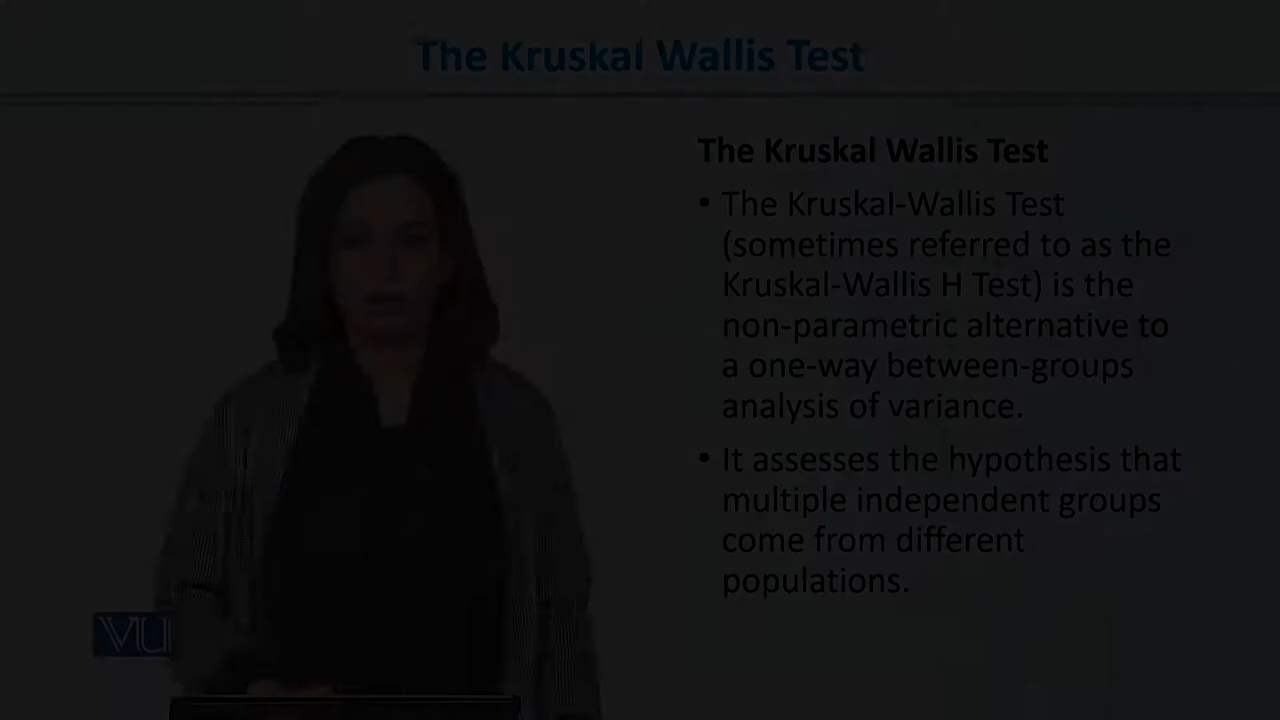 The Kruskal Wallis Test
The Kruskal Wallis Test
• The Kruskal-Wallis Test
(sometimes referred to as the
Kruskal-Wallis H Test) is the
non-parametric alternative to
a one-way between-groups
analysis of variance.
• It assesses the hypothesis that
multiple independent groups
come from different
populations.
VU